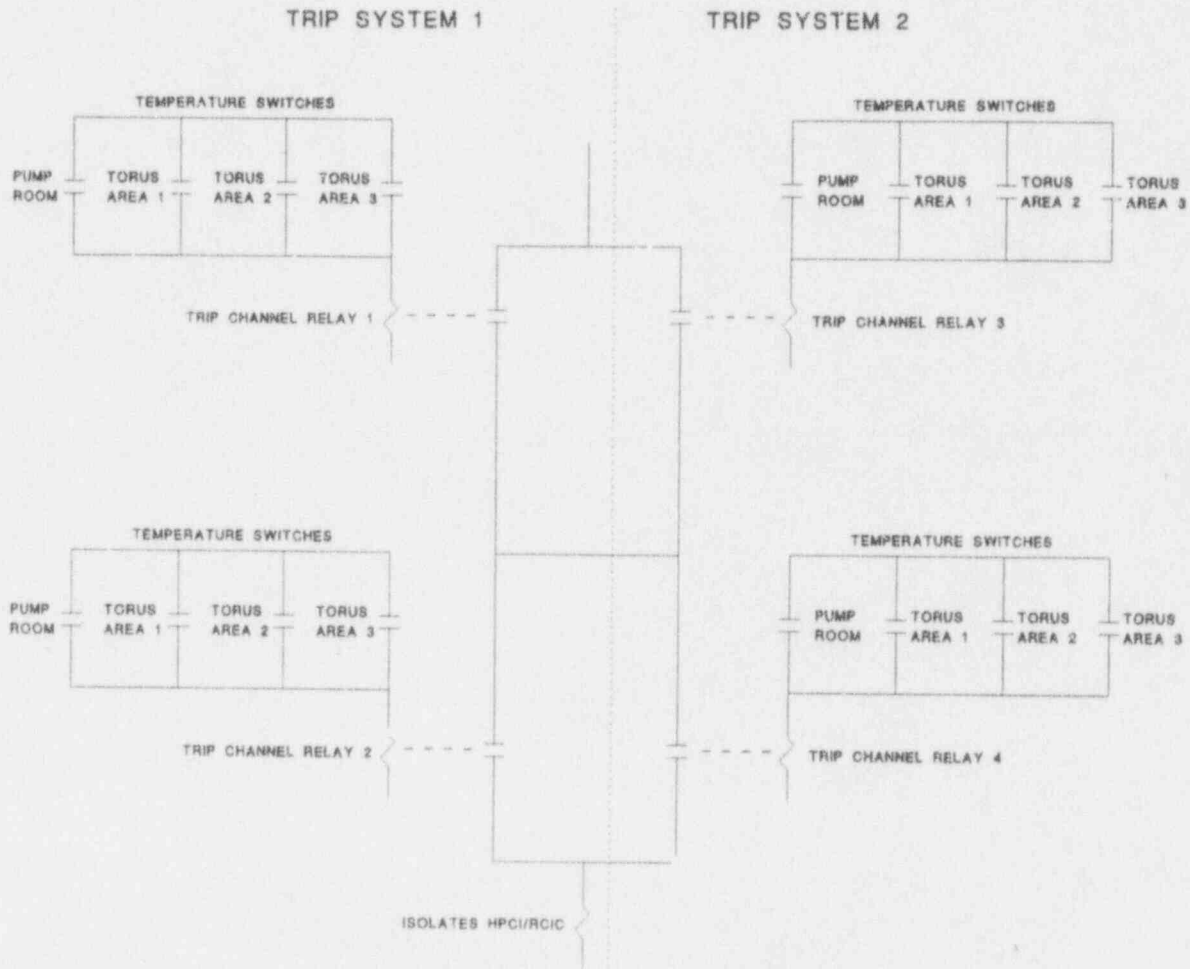 TRIP SYSTEM 1
TRIP SYSTEM 2
TEMPERATURE SWITCHES
PUMP ROOM
TORUS AREA 1
TORUS AREA 2
TORUS AREA 3
TRIP CHANNEL RELAY 1
TEMPERATURE SWITCHES
PUMP ROOM
TORUS AREA 1
TORUS AREA 2
TORUS AREA 3
TRIP CHANNEL RELAY 3
TEMPERATURE SWITCHES
PUMP ROOM
TORUS AREA 1
TORUS AREA 2
TORUS AREA 3
TRIP CHANNEL RELAY 2
TEMPERATURE SWITCHES
PUMP ROOM
TORUS AREA 1
TORUS AREA 2
TORUS AREA 3
TRIP CHANNEL RELAY 4
ISOLATES HPCI/RCIC